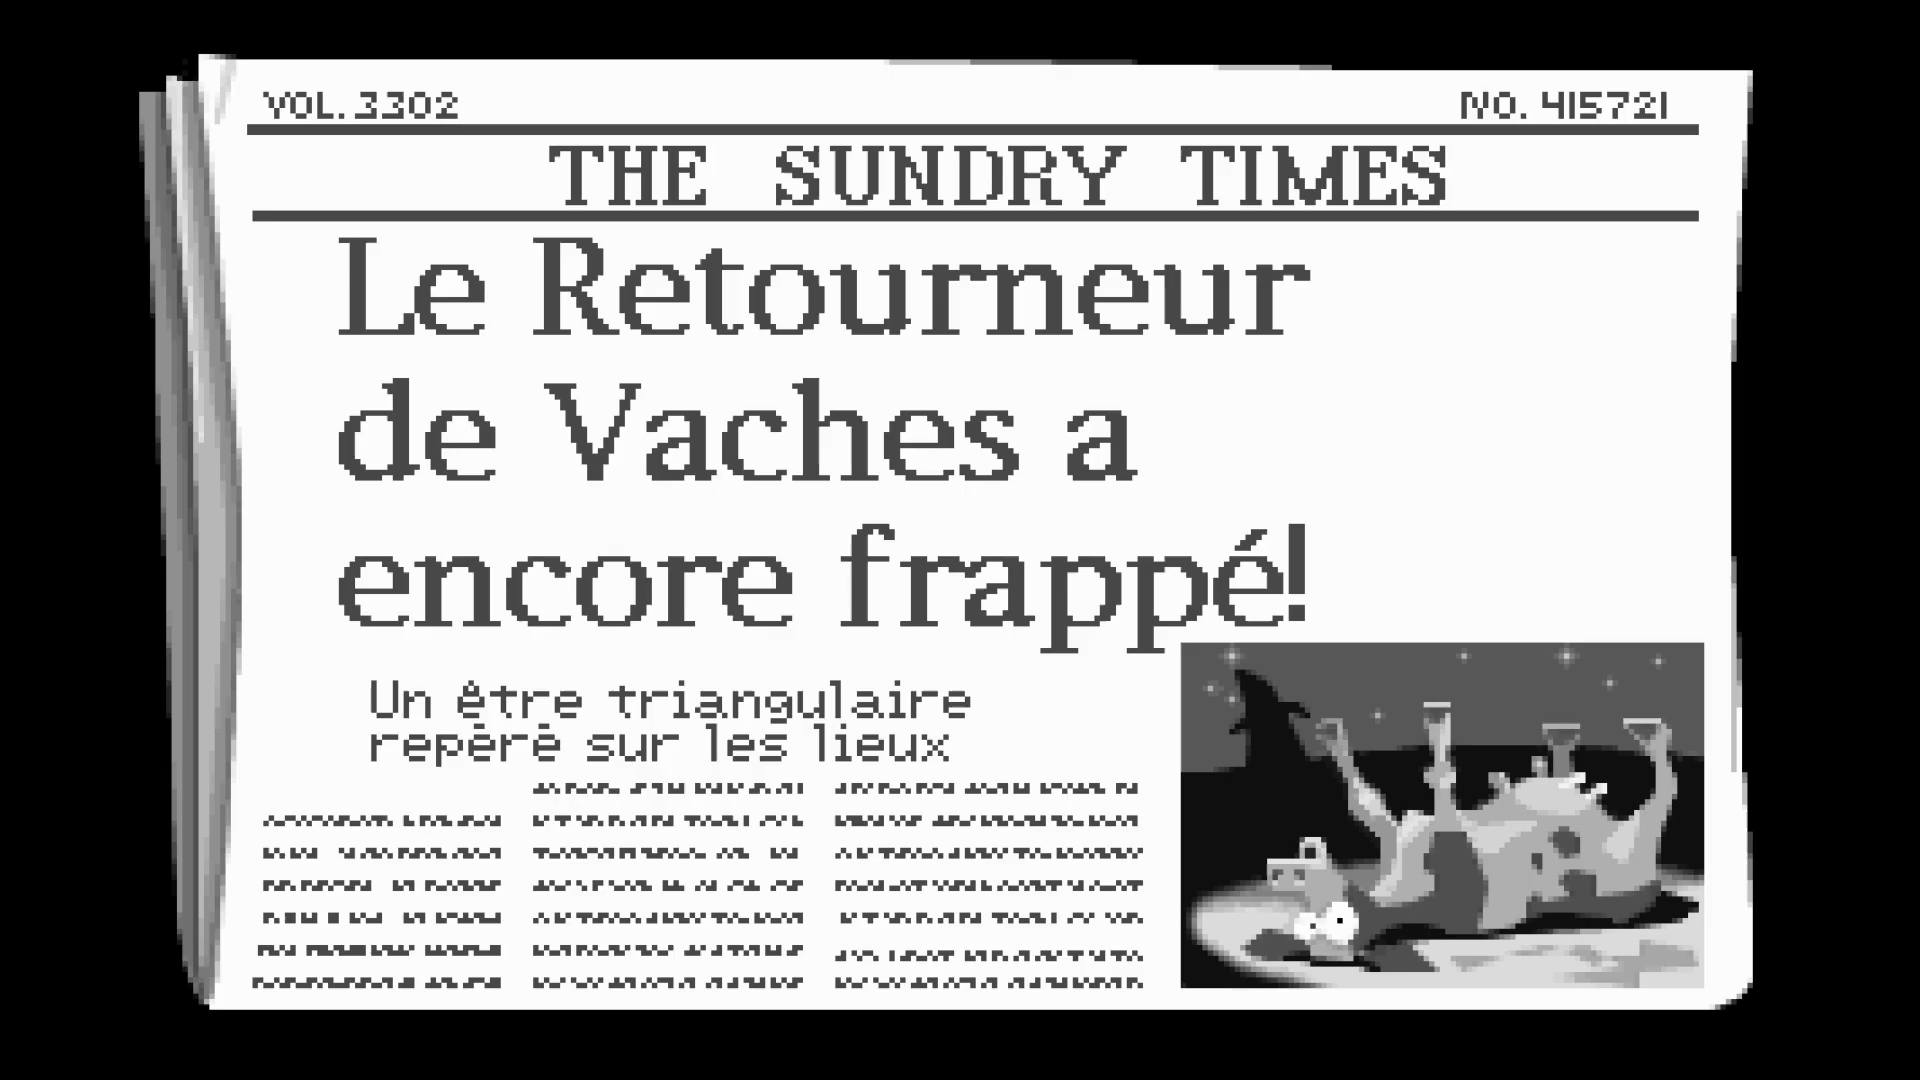 VOL. 3302
NO. 415721
THE SUNDRY TIMES
Le Retourneur
de Vaches a
encore frappé!
Un être triangulaire
repéré sur les lieux